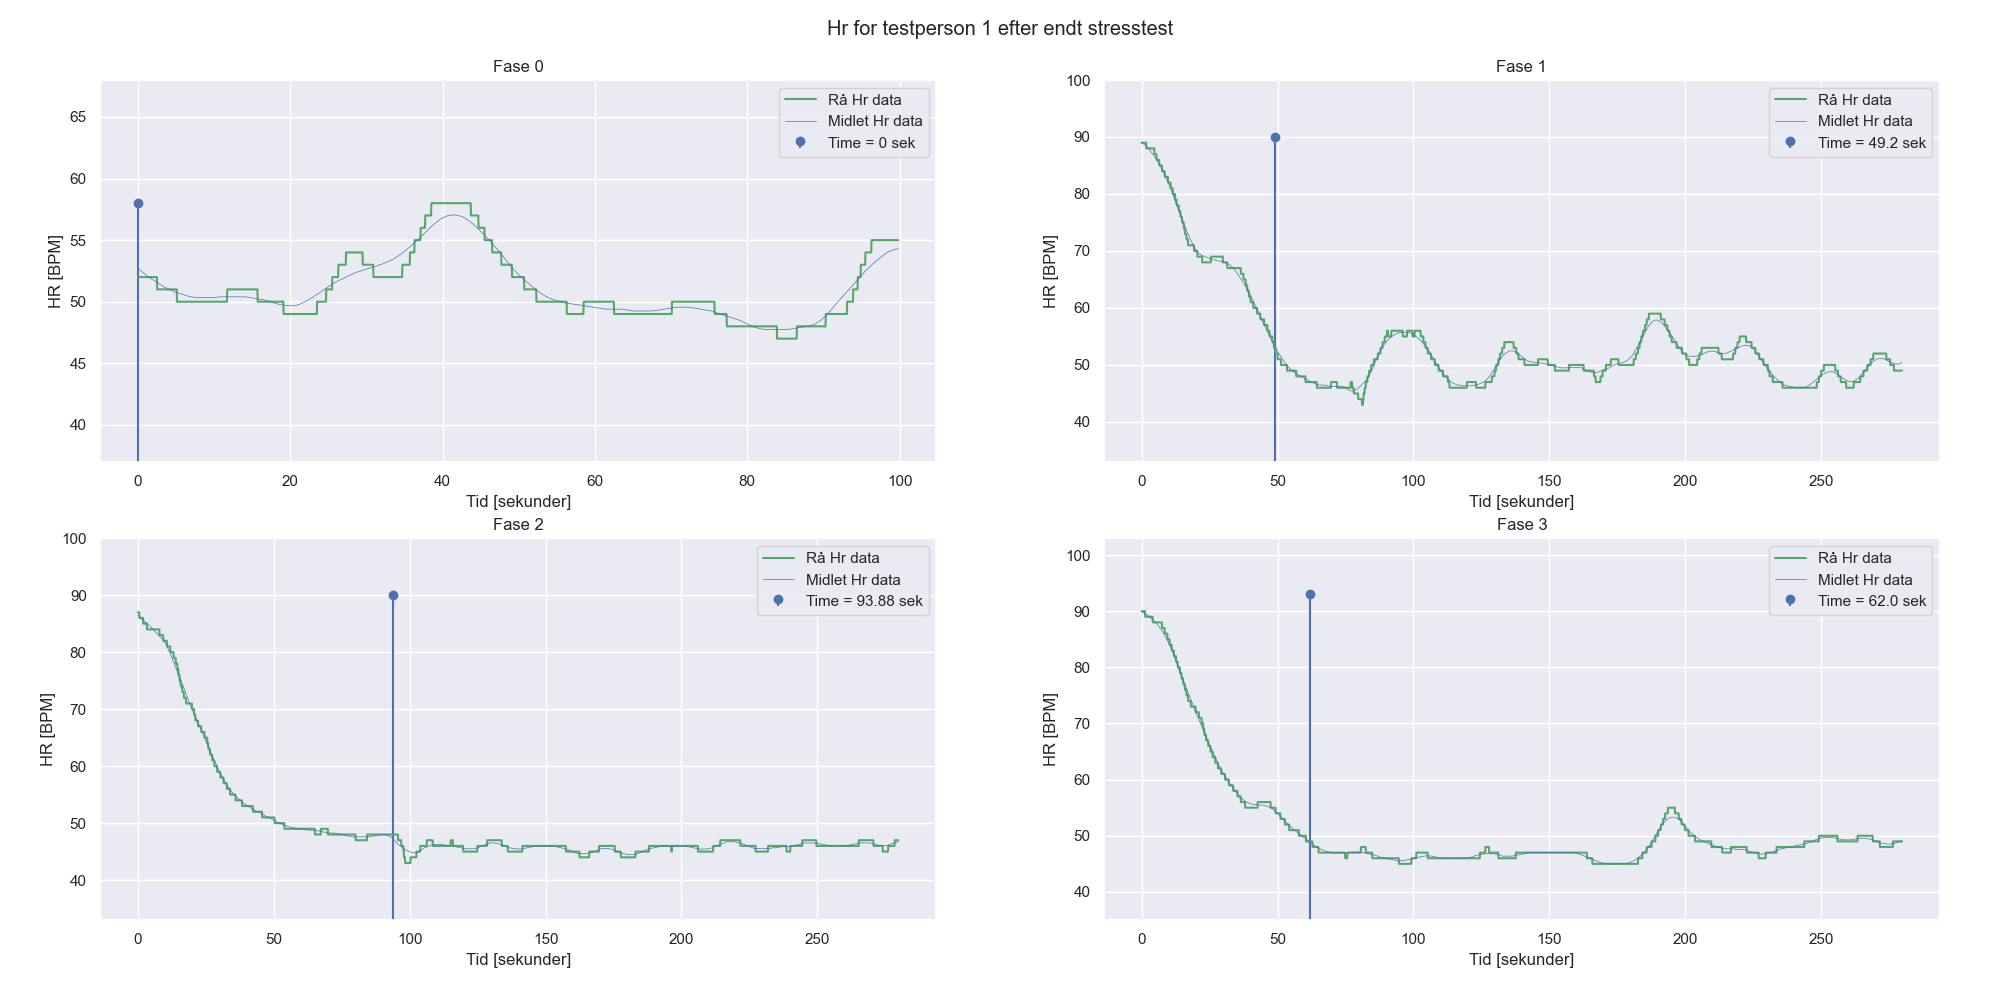 Hr for testperson 1 efter endt stresstest
Fase 0
65
60
55
50
45
40
HR [BPM]
Rå Hr data
Midlet Hr data
Time = 0 sek
0 20 40 60 80 100
Tid [sekunder]
Fase 1
100
90
80
70
60
50
40
HR [BPM]
Rå Hr data
Midlet Hr data
Time = 49.2 sek
0 50 100 150 200 250
Tid [sekunder]
Fase 2
100
90
80
70
60
50
40
HR [BPM]
Rå Hr data
Midlet Hr data
Time = 93.88 sek
0 50 100 150 200 250
Tid [sekunder]
Fase 3
100
90
80
70
60
50
40
HR [BPM]
Rå Hr data
Midlet Hr data
Time = 62.0 sek
0 50 100 150 200 250
Tid [sekunder]